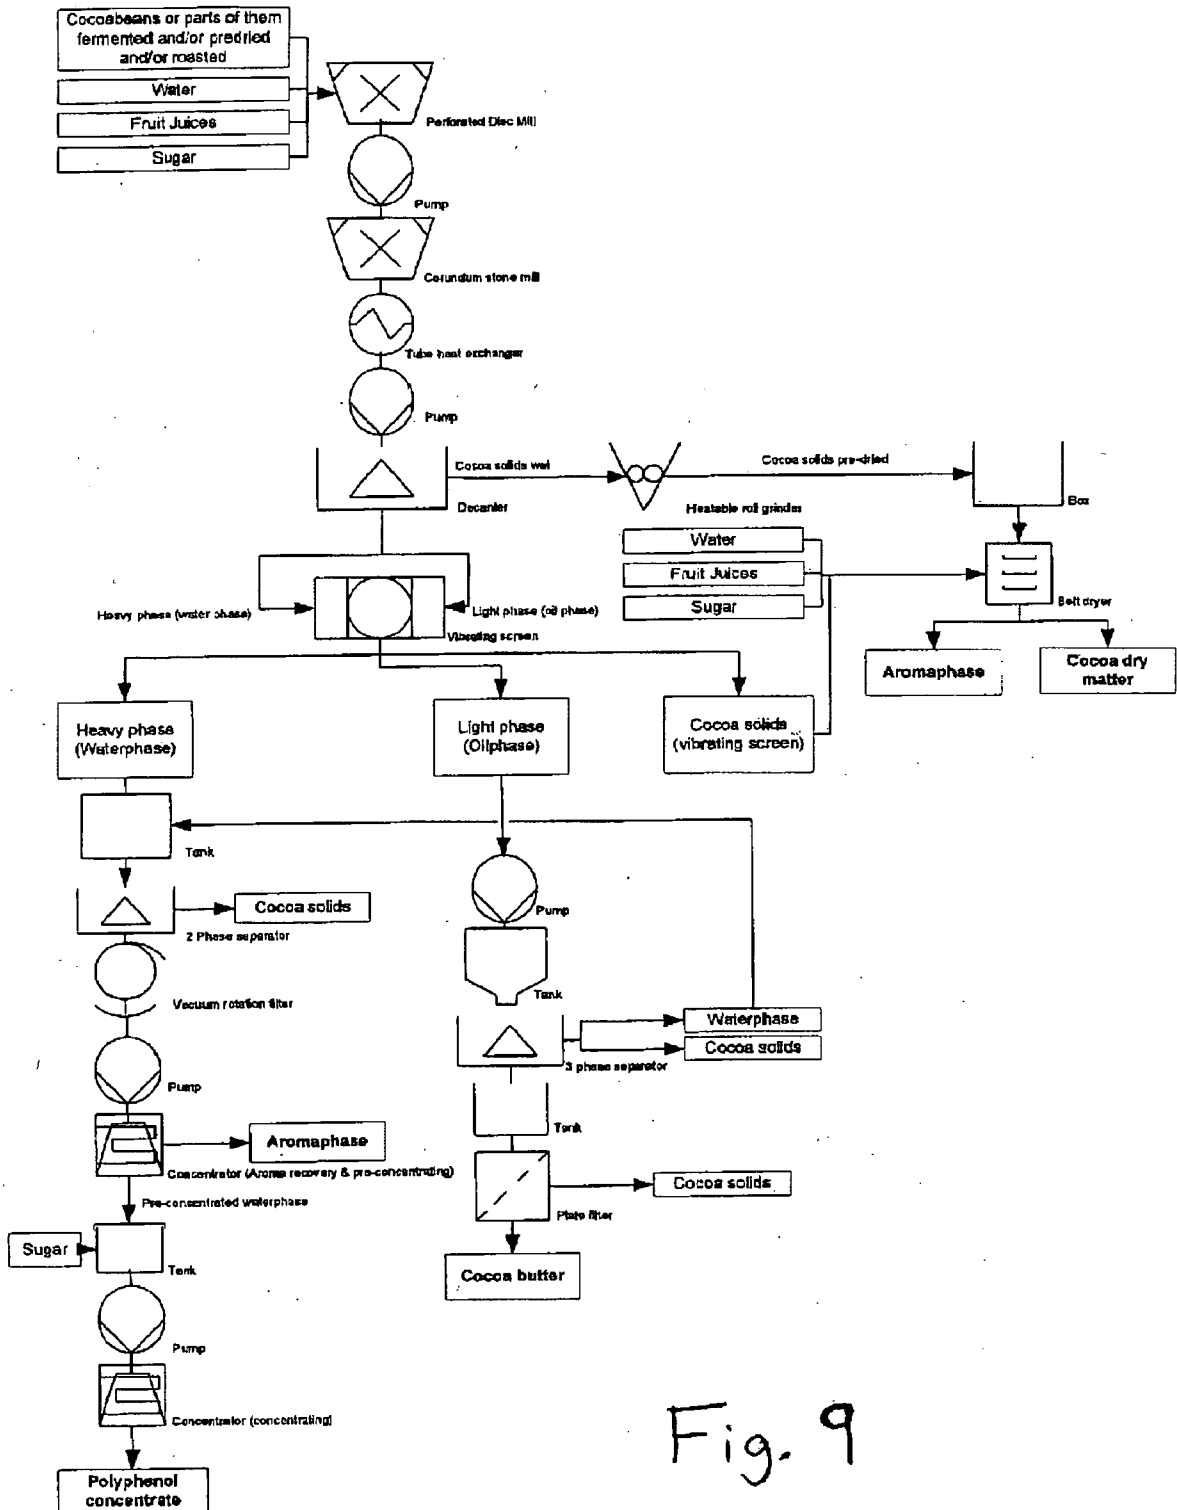 Cocoabeans or parts of them
fermented and/or predried
and/or roasted
Water
Fruit Juices
Sugar
Perforated Disc Mill
Pump
Corundum stone mill
Tube heat exchanger
Pump
Cocoa solids wet
Decanter
Heatable roll grinder
Cocoa solids pre-dried
Box
Water
Fruit Juices
Sugar
Belt dryer
Aromaphase
Cocoa dry
matter
Heavy phase (water phase)
Light phase (oil phase)
Vibrating screen
Heavy phase
(Waterphase)
Light phase
(Oilphase)
Cocoa solids
(vibrating screen)
Tank
Cocoa solids
2 Phase separator
Vacuum rotation filter
Pump
Aromaphase
Concentrator (Aroma recovery & pre-concentrating)
Pre-concentrated waterphase
Sugar
Tank
Pump
Concentrator (concentrating)
Polyphenol
concentrate
Pump
Tank
Waterphase
Cocoa solids
3 phase separator
Tank
Cocoa solids
Plate filter
Cocoa butter
Fig. 9